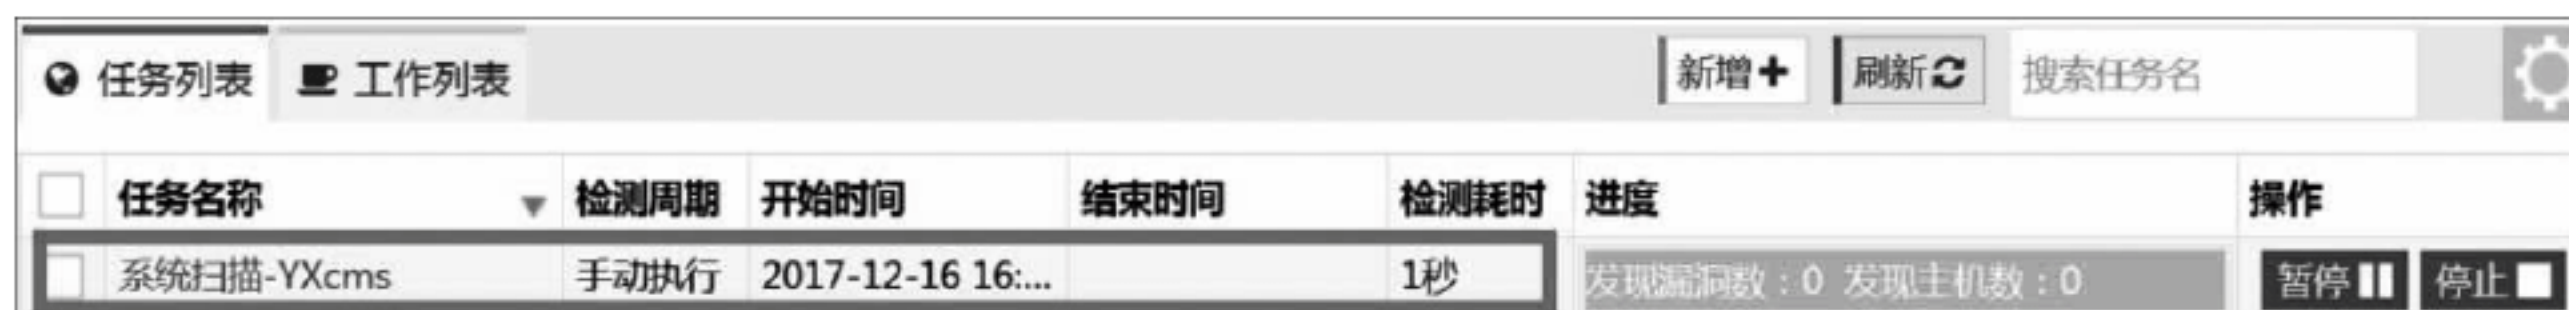 任务列表 工作列表 新增 刷新 搜索任务名
任务名称 检测周期 开始时间 结束时间 检测耗时 进度 操作
系统扫描-YXcms 手动执行 2017-12-16 16:... 1秒 发现漏洞数：0 发现主机数：0 暂停 停止